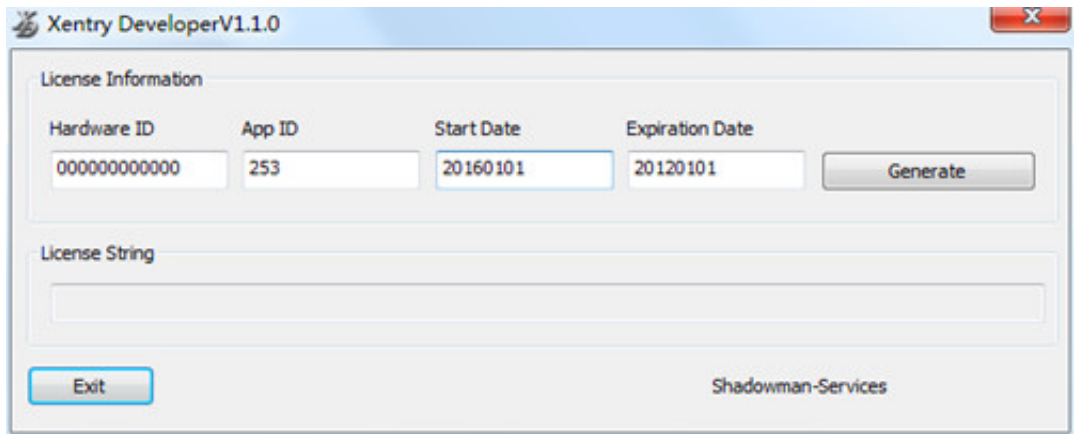 Xentry DeveloperV1.1.0
License Information
Hardware ID App ID Start Date Expiration Date
000000000000 253 20160101 20120101 Generate
License String
Exit Shadowman-Services